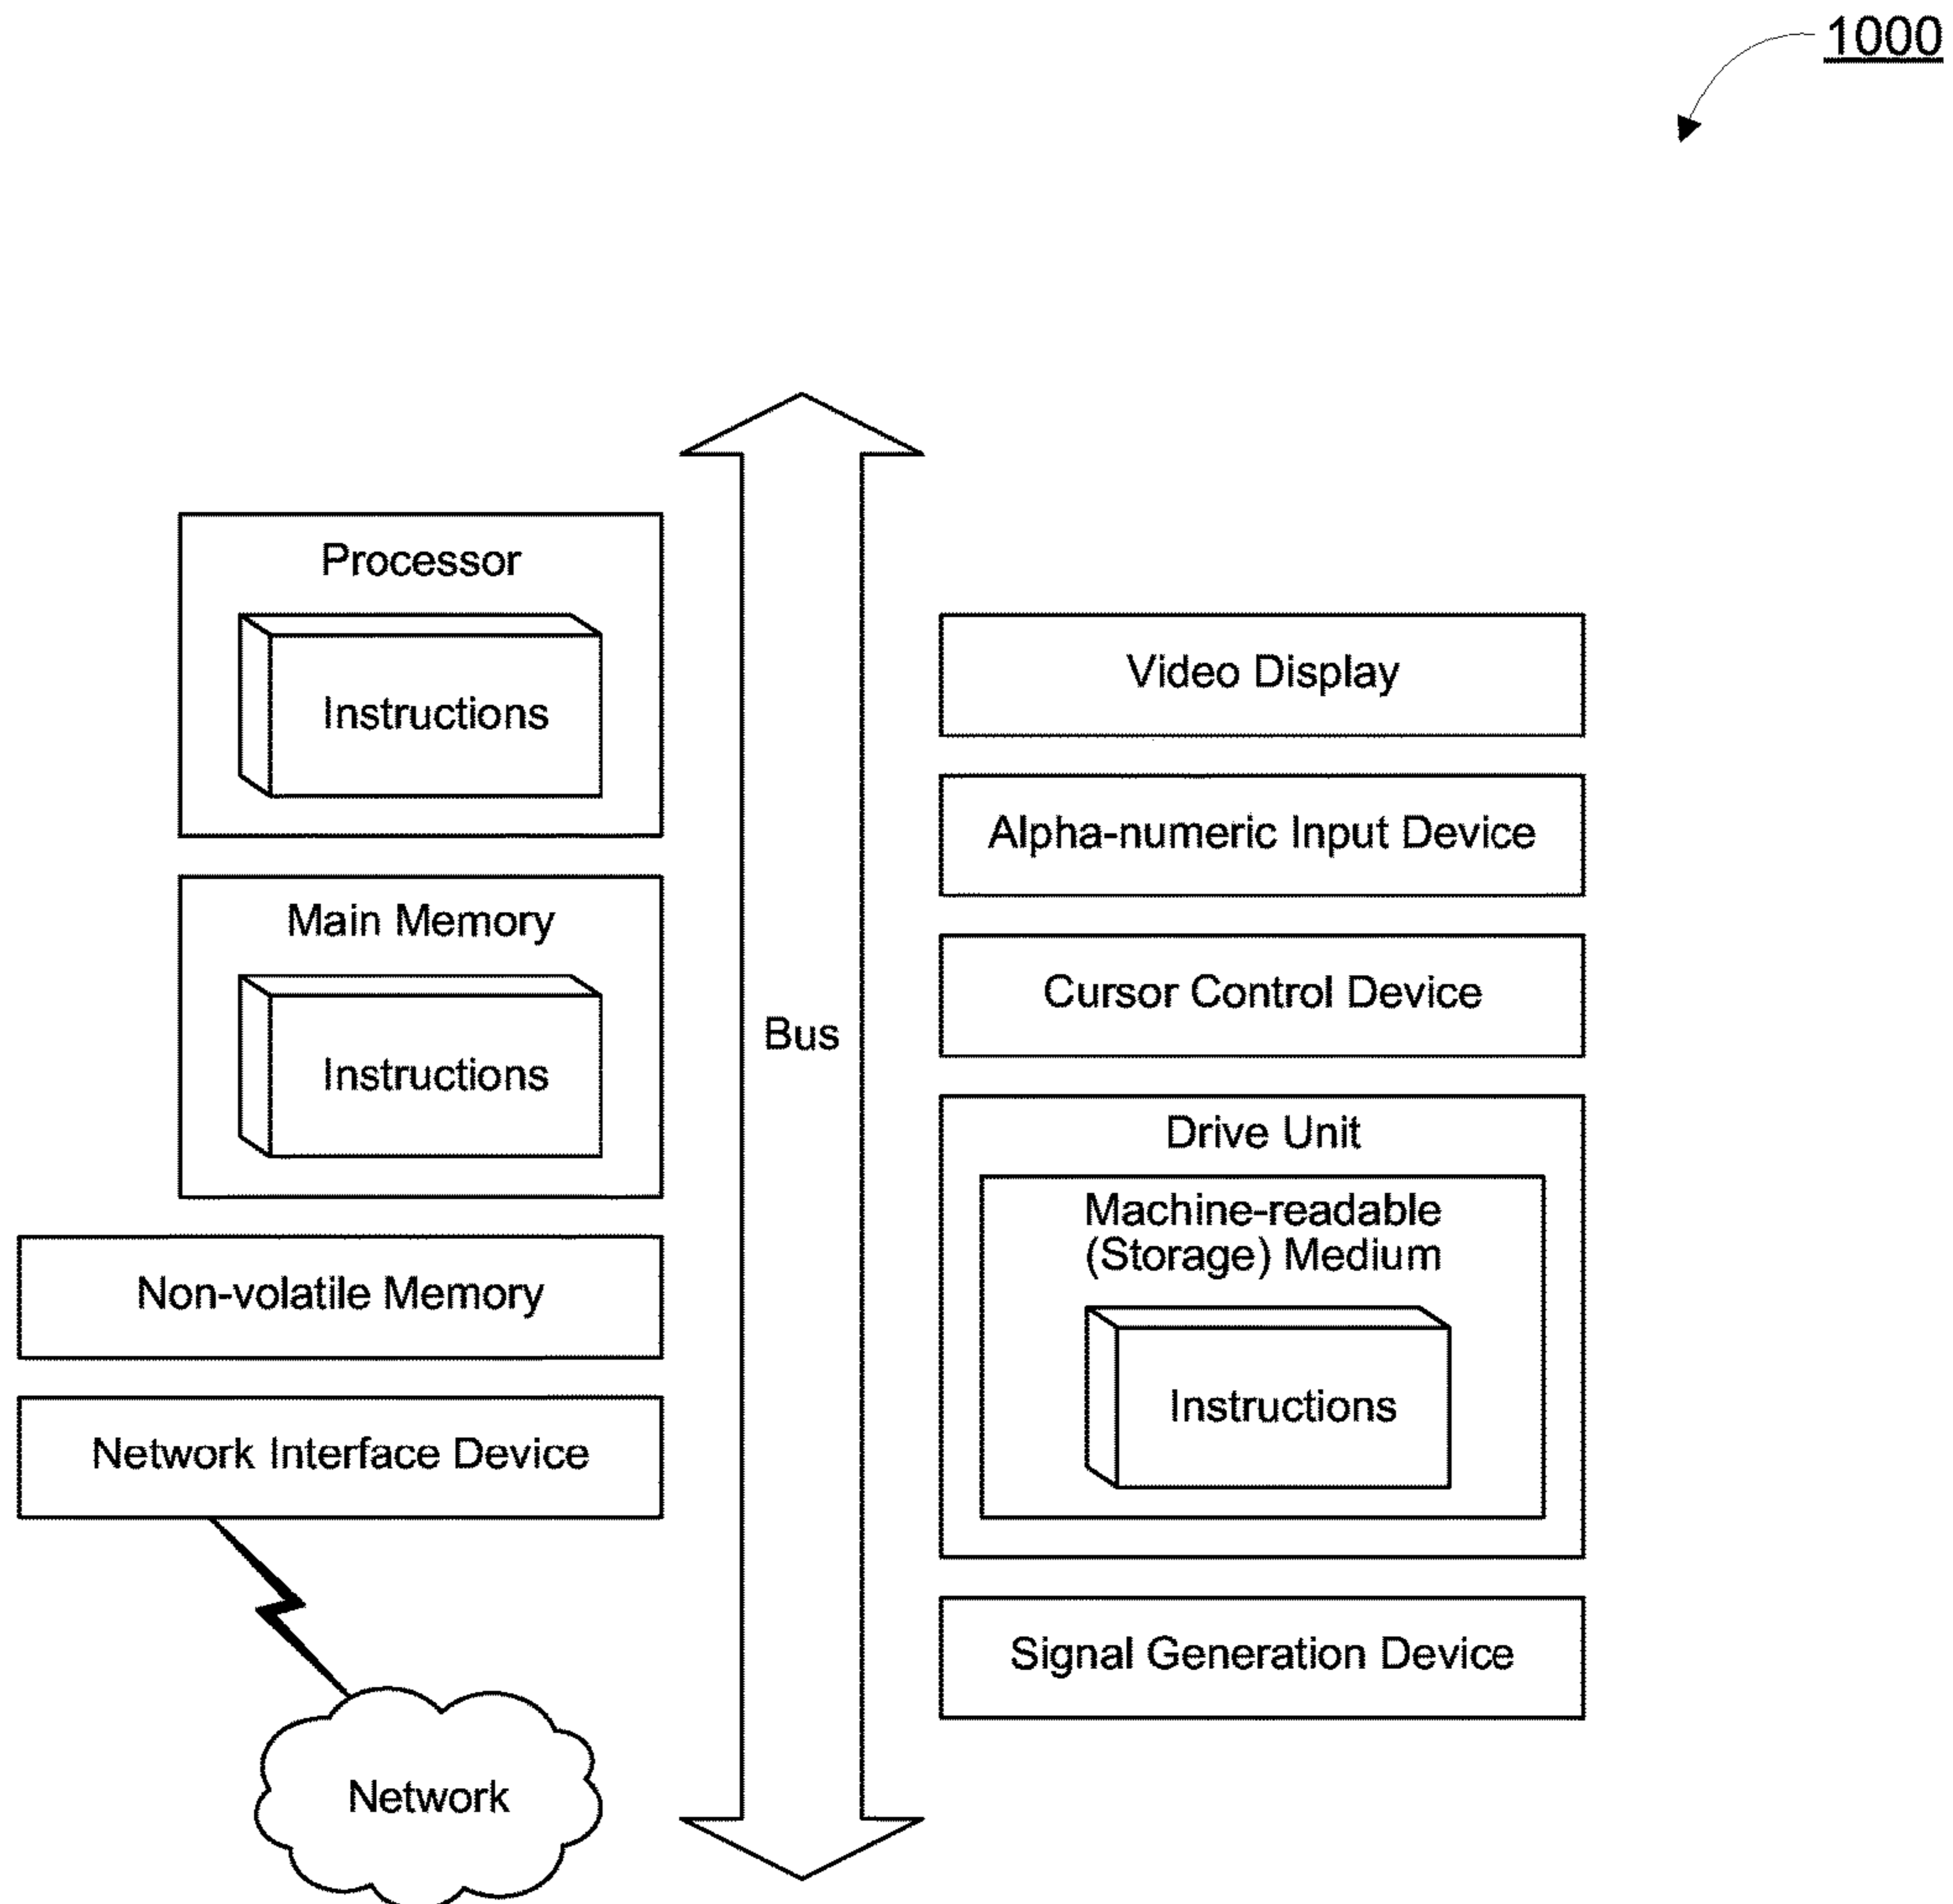 1000
Processor
Instructions
Main Memory
Instructions
Non-volatile Memory
Network Interface Device
Network
Bus
Video Display
Alpha-numeric Input Device
Cursor Control Device
Drive Unit
Machine-readable
(Storage) Medium
Instructions
Signal Generation Device